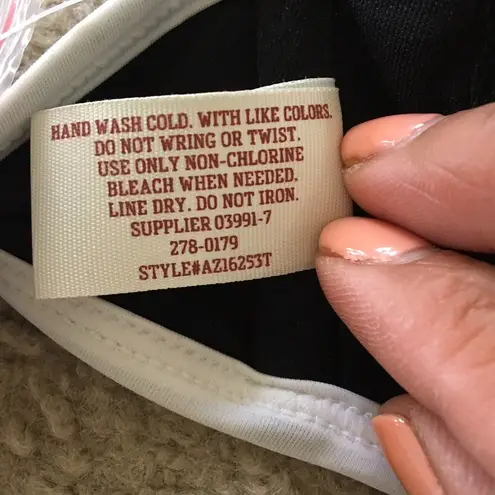 HAND WASH COLD. WITH LIKE COLORS.
DO NOT WRING OR TWIST.
USE ONLY NON-CHLORINE
BLEACH WHEN NEEDED.
LINE DRY. DO NOT IRON.
SUPPLIER 03991-7
278-0179
STYLE#AZ16253T